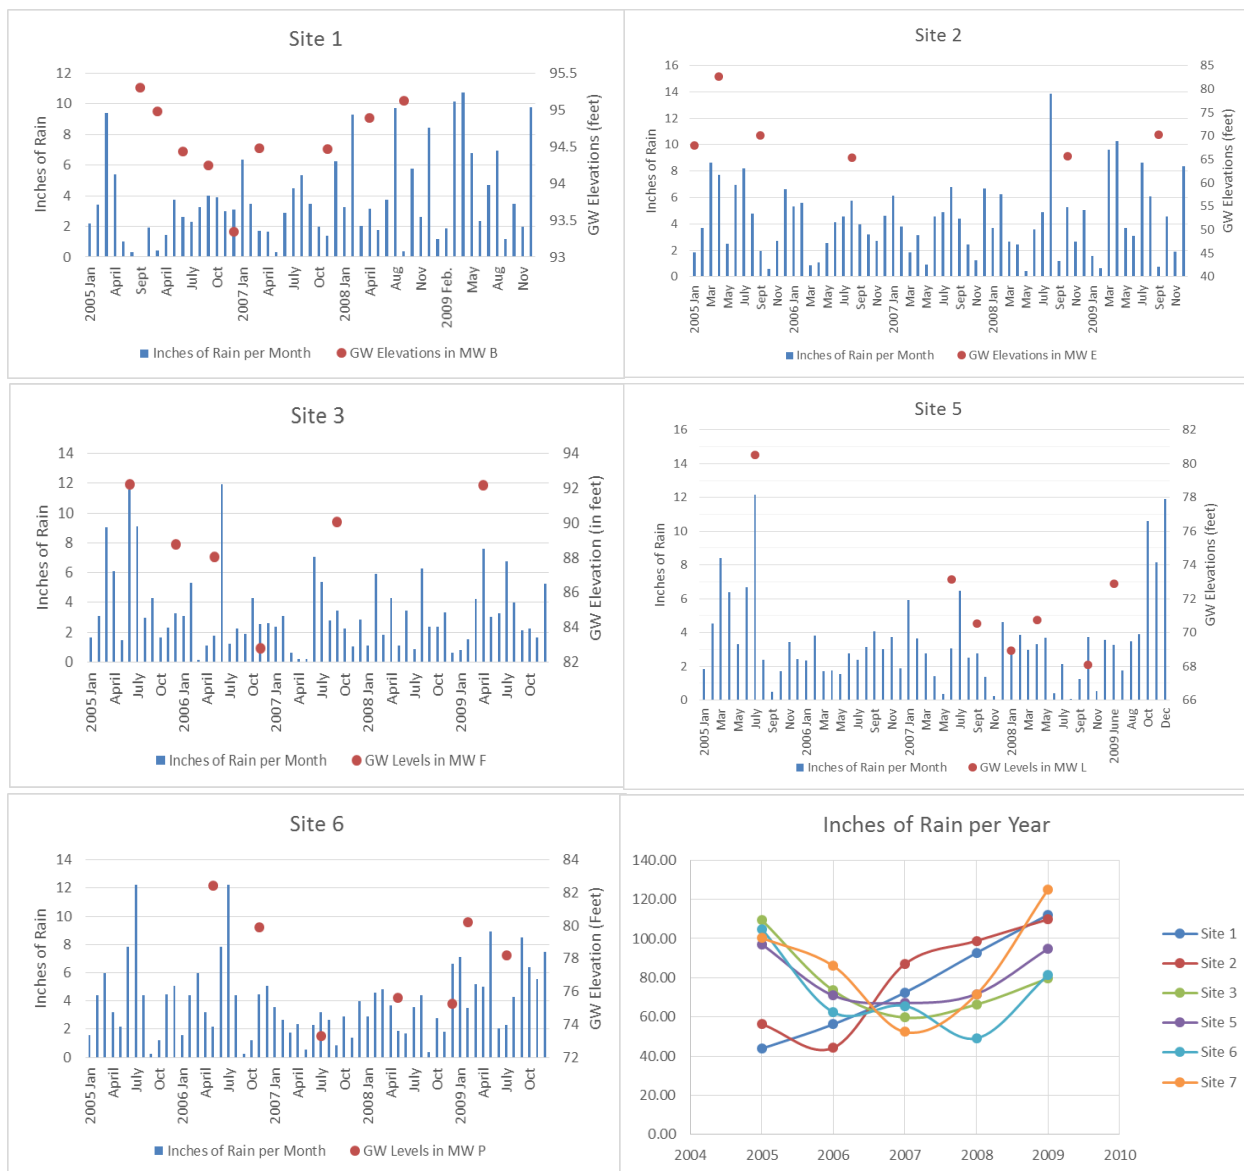 Site 1
Inches of Rain
12
10
8
6
4
2
0
95.5
95
94.5
94
93.5
93
GW Elevations (feet)
2005 Jan
April
Sept
April
July
Oct
2007 Jan
April
July
Oct
2008 Jan
April
Aug
Nov
2009 Feb.
May
Aug
Nov
Inches of Rain per Month
GW Elevations in MW B
Site 2
Inches of Rain
16
14
12
10
8
6
4
2
0
85
80
75
70
65
60
55
50
45
40
GW Elevations (feet)
2005 Jan
Mar
May
July
Sept
Nov
2006 Jan
Mar
May
July
Sept
Nov
2007 Jan
Mar
May
July
Sept
Nov
2008 Jan
Mar
May
July
Sept
Nov
2009 Jan
Mar
May
July
Sept
Nov
Inches of Rain per Month
GW Elevations in MW E
Site 3
Inches of Rain
14
12
10
8
6
4
2
0
94
92
90
88
86
84
82
GW Elevation (in feet)
2005 Jan
April
July
Oct
2006 Jan
April
July
Oct
2007 Jan
April
July
Oct
2008 Jan
April
July
Oct
2009 Jan
April
July
Oct
Inches of Rain per Month
GW Levels in MW F
Site 5
Inches of Rain
16
14
12
10
8
6
4
2
0
82
80
78
76
74
72
70
68
66
GW Elevations (feet)
2005 Jan
Mar
May
July
Sept
Nov
2006 Jan
Mar
May
July
Sept
Nov
2007 Jan
Mar
May
July
Sept
Nov
2008 Jan
Mar
May
July
Sept
Nov
2009 June
Aug
Oct
Dec
Inches of Rain per Month
GW Levels in MW L
Site 6
Inches of Rain
14
12
10
8
6
4
2
0
84
82
80
78
76
74
72
GW Elevation (Feet)
2005 Jan
April
July
Oct
2006 Jan
April
July
Oct
2007 Jan
April
July
Oct
2008 Jan
April
July
Oct
2009 Jan
April
July
Oct
Inches of Rain per Month
GW Levels in MW P
Inches of Rain per Year
140.00
120.00
100.00
80.00
60.00
40.00
20.00
0.00
2004
2005
2006
2007
2008
2009
2010
Site 1
Site 2
Site 3
Site 5
Site 6
Site 7